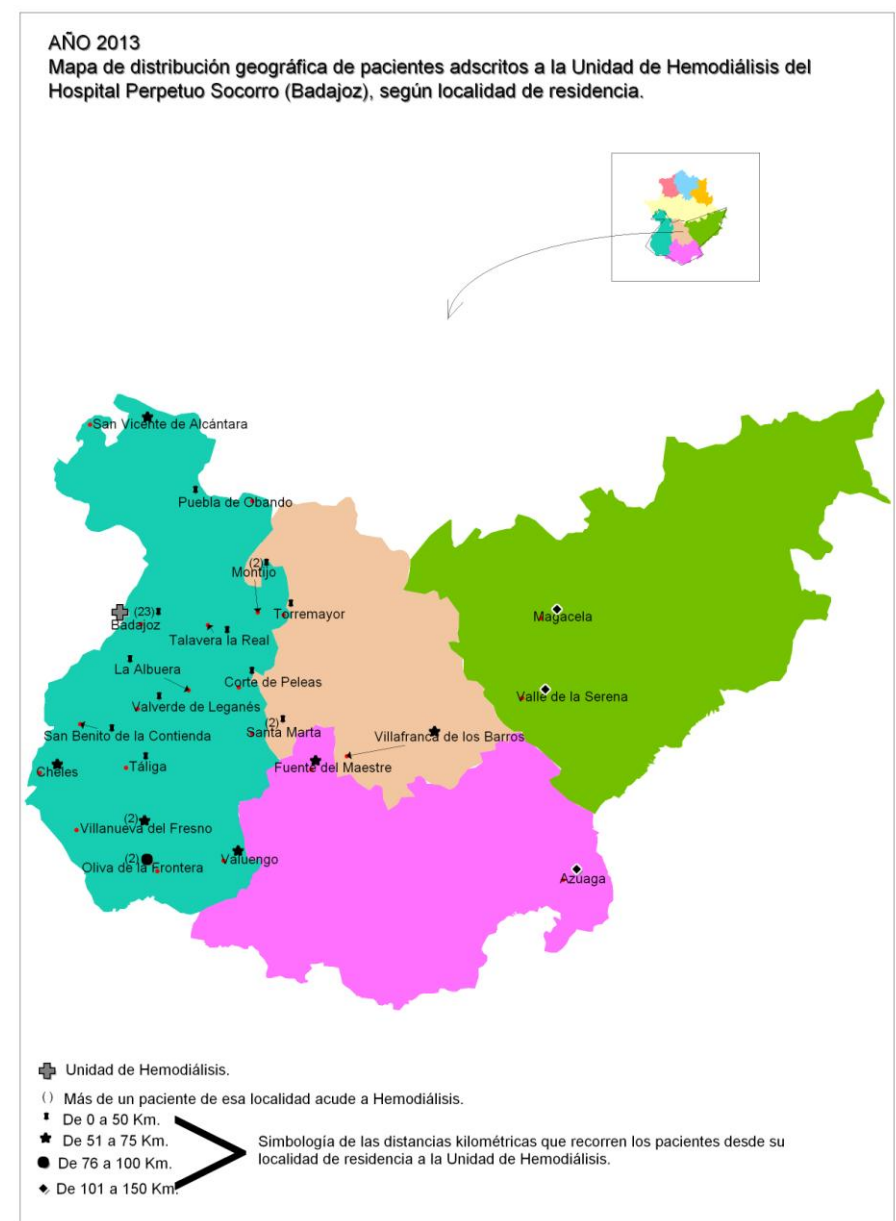 AÑO 2013
Mapa de distribución geográfica de pacientes adscritos a la Unidad de Hemodiálisis del
Hospital Perpetuo Socorro (Badajoz), según localidad de residencia.
San Vicente de Alcántara
Puebla de Obando
(2)
Montijo
Torremayor
(23)
Badajoz
Talavera la Real
Magacela
La Albuera
Corte de Peleas
Valle de la Serena
Valverde de Leganés
(2)
Santa Marta
San Benito de la Contienda
Villafranca de los Barros
Táliga
Fuente del Maestre
Cheles
(2)
Villanueva del Fresno
(2)
Oliva de la Frontera
Valuengo
Azuaga
Unidad de Hemodiálisis.
( ) Más de un paciente de esa localidad acude a Hemodiálisis.
De 0 a 50 Km.
De 51 a 75 Km.
De 76 a 100 Km.
De 101 a 150 Km.
Simbología de las distancias kilométricas que recorren los pacientes desde su
localidad de residencia a la Unidad de Hemodiálisis.